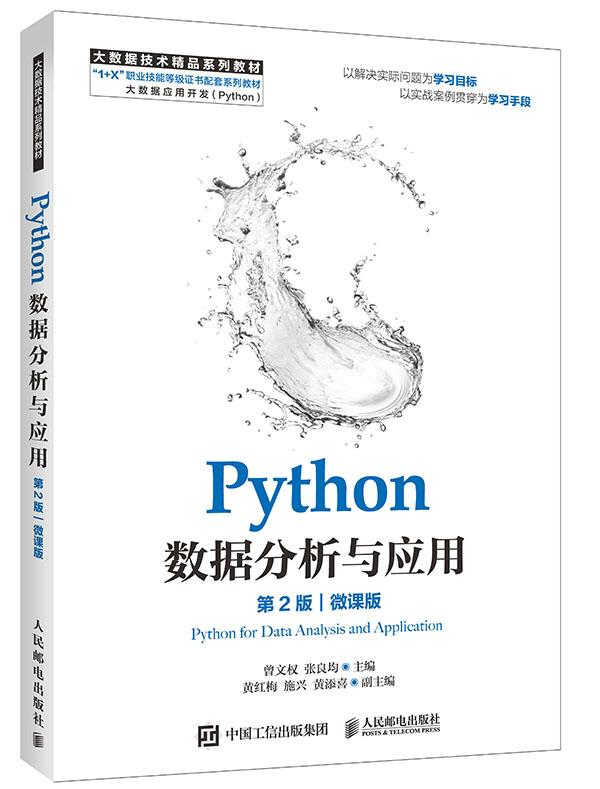 大数据技术精品系列教材
“1+X”职业技能等级证书配套系列教材
大数据应用开发（Python）
以解决实际问题为学习目标
以实战案例贯穿为学习手段
Python
数据分析与应用
第2版 | 微课版
Python for Data Analysis and Application
曾文权 张良均 主编
黄红梅 施兴 黄添喜 副主编
中国工信出版集团
人民邮电出版社
POSTS & TELECOM PRESS
大数据技术精品系列教材
Python
数据分析与应用
第2版 | 微课版
人民邮电出版社